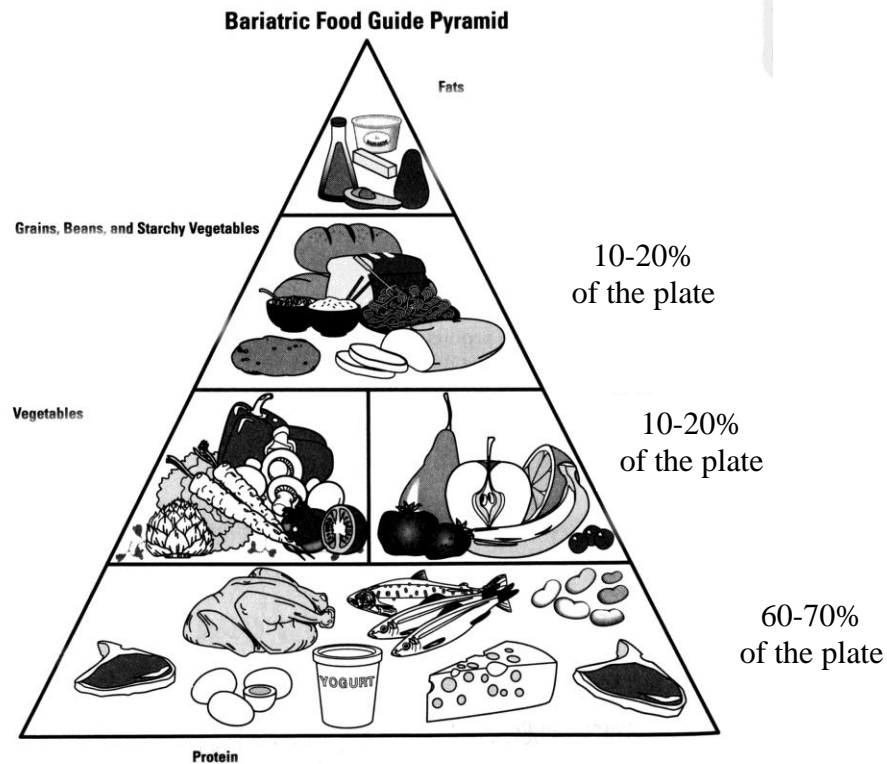 Bariatric Food Guide Pyramid
Fats
Grains, Beans, and Starchy Vegetables
10-20%
of the plate
Vegetables
10-20%
of the plate
YOGURT
60-70%
of the plate
Protein